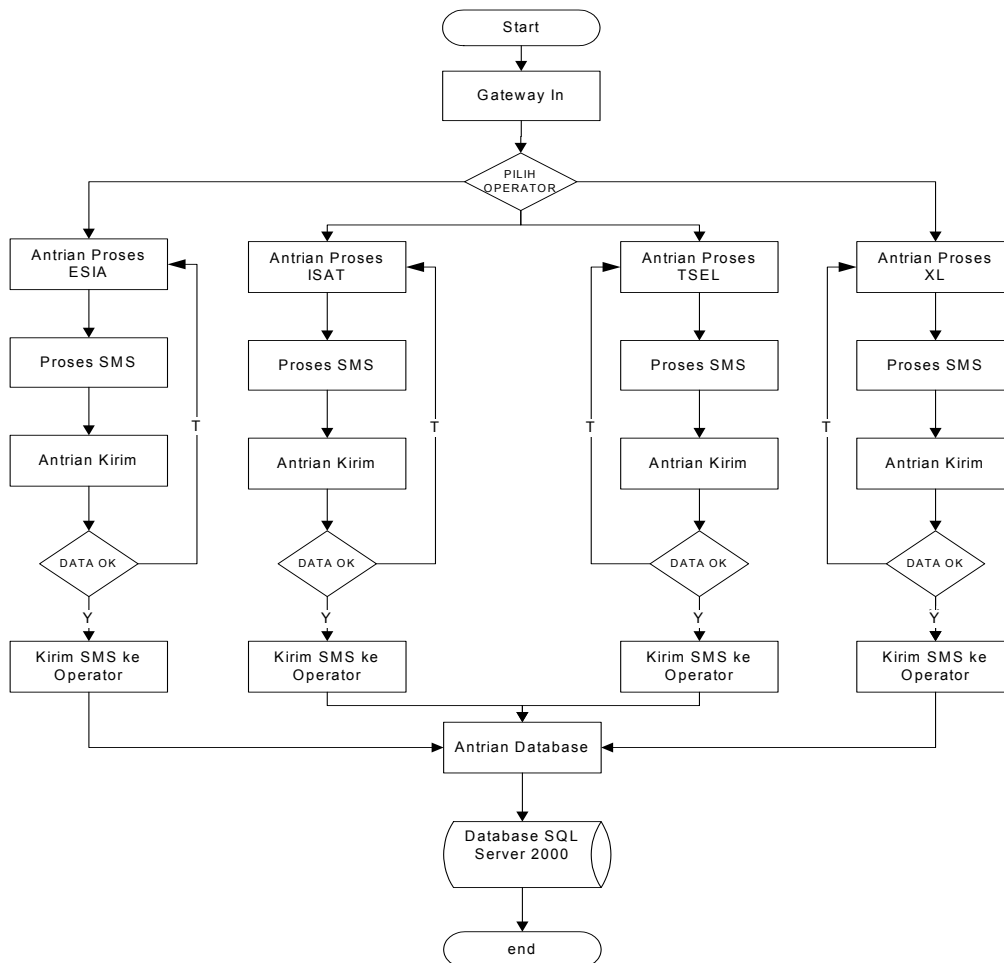 Start
Gateway In
PILIH
OPERATOR
Antrian Proses
ESIA
Antrian Proses
ISAT
Antrian Proses
TSEL
Antrian Proses
XL
Proses SMS
Proses SMS
Proses SMS
Proses SMS
T
T
T
T
Antrian Kirim
Antrian Kirim
Antrian Kirim
Antrian Kirim
DATA OK
DATA OK
DATA OK
DATA OK
Y
Y
Y
Y
Kirim SMS ke
Operator
Kirim SMS ke
Operator
Kirim SMS ke
Operator
Kirim SMS ke
Operator
Antrian Database
Database SQL
Server 2000
end